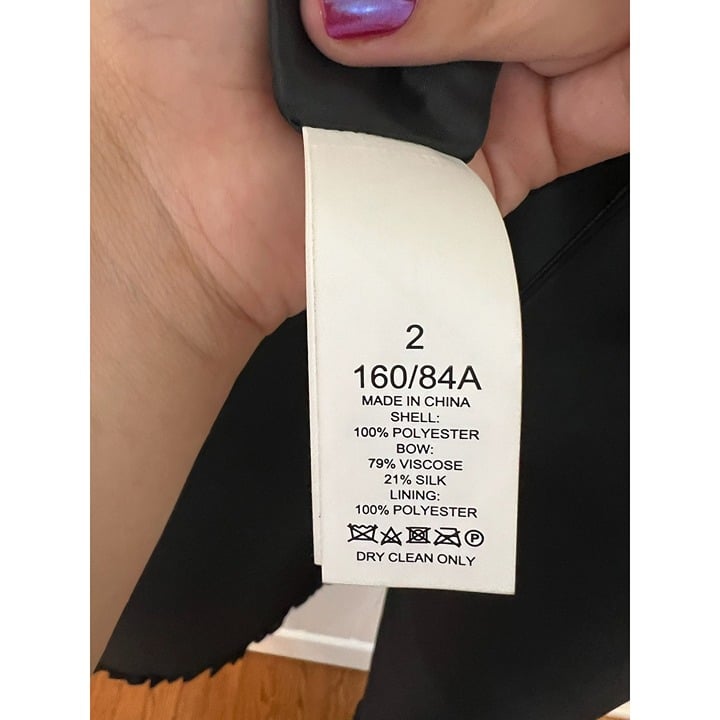 2
160/84A
MADE IN CHINA
SHELL:
100% POLYESTER
BOW:
79% VISCOSE
21% SILK
LINING:
100% POLYESTER
P
DRY CLEAN ONLY